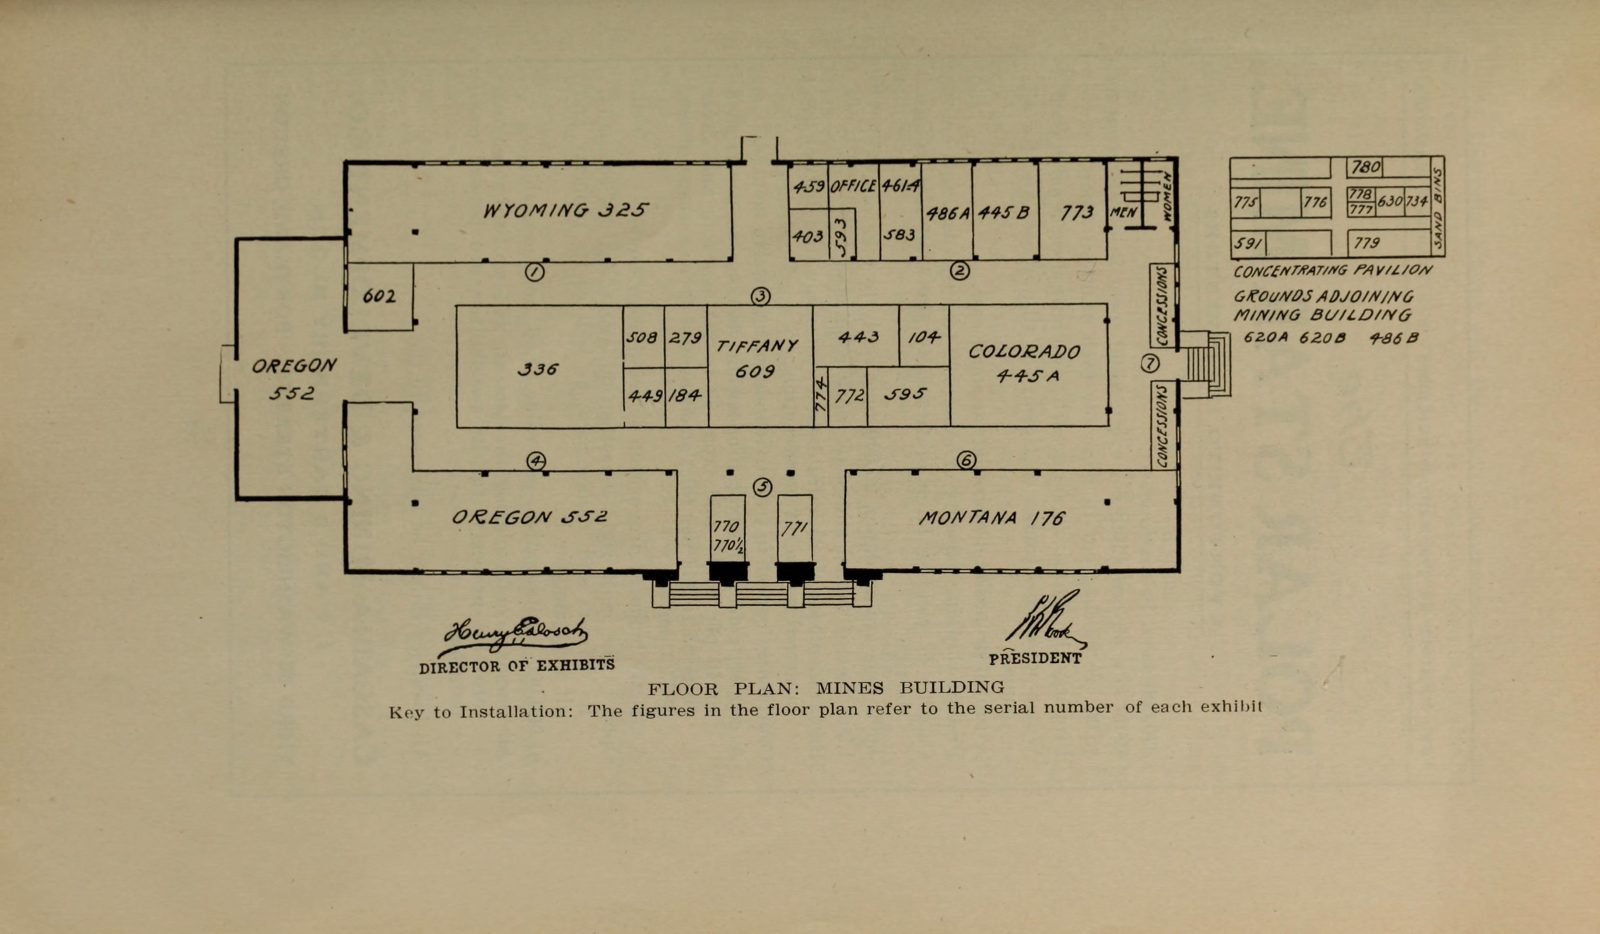 WYOMING 325
459 OFFICE 461A
403 593 583
486A 445B 773
MEN
WOMEN
602
OREGON
552
336
508 279
449 184
TIFFANY
609
443 104
774 772 595
COLORADO
445A
CONCESSIONS
CONCESSIONS
1
2
3
4
5
6
7
OREGON 552
770
770½
771
MONTANA 176
780
775 776 778 777 630 734
591 779
SAND BINS
CONCENTRATING PAVILION
GROUNDS ADJOINING
MINING BUILDING
620A 620B 486B
DIRECTOR OF EXHIBITS
PRESIDENT
FLOOR PLAN: MINES BUILDING
Key to Installation: The figures in the floor plan refer to the serial number of each exhibit